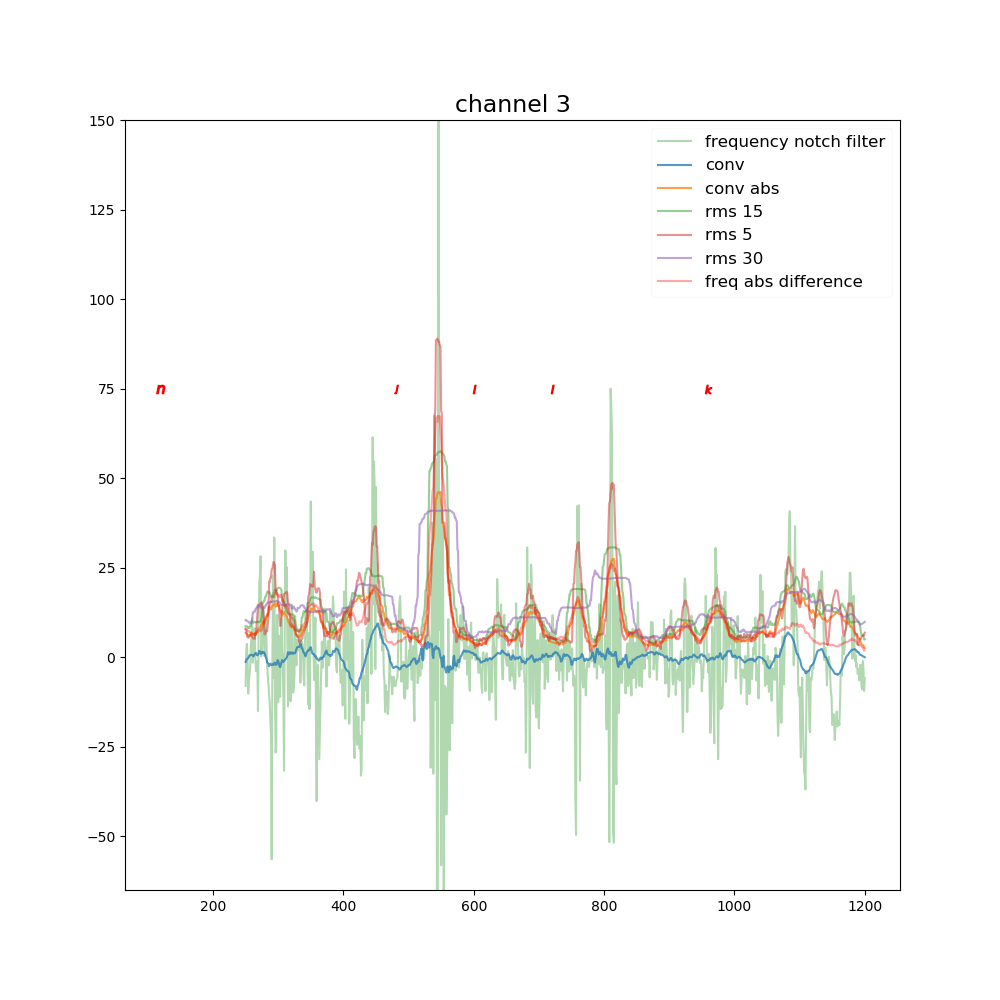 channel 3
150
125
100
75
50
25
0
−25
−50
frequency notch filter
conv
conv abs
rms 15
rms 5
rms 30
freq abs difference
n J l l k
200 400 600 800 1000 1200